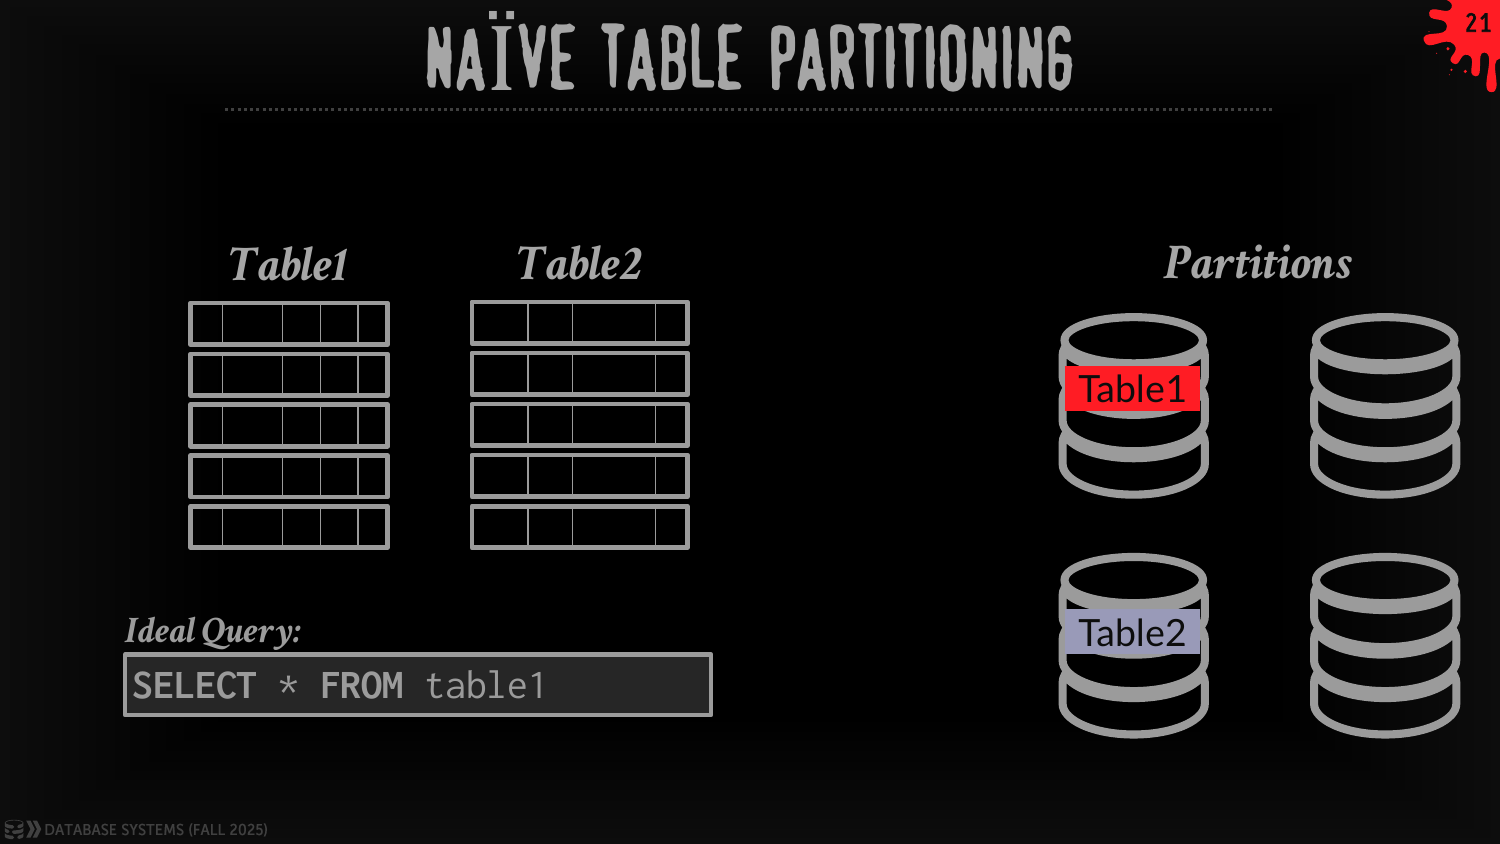 NAÏVE TABLE PARTITIONING
21
Table1
Table2
Partitions
Table1
Table2
Ideal Query:
SELECT * FROM table1
DATABASE SYSTEMS (FALL 2025)